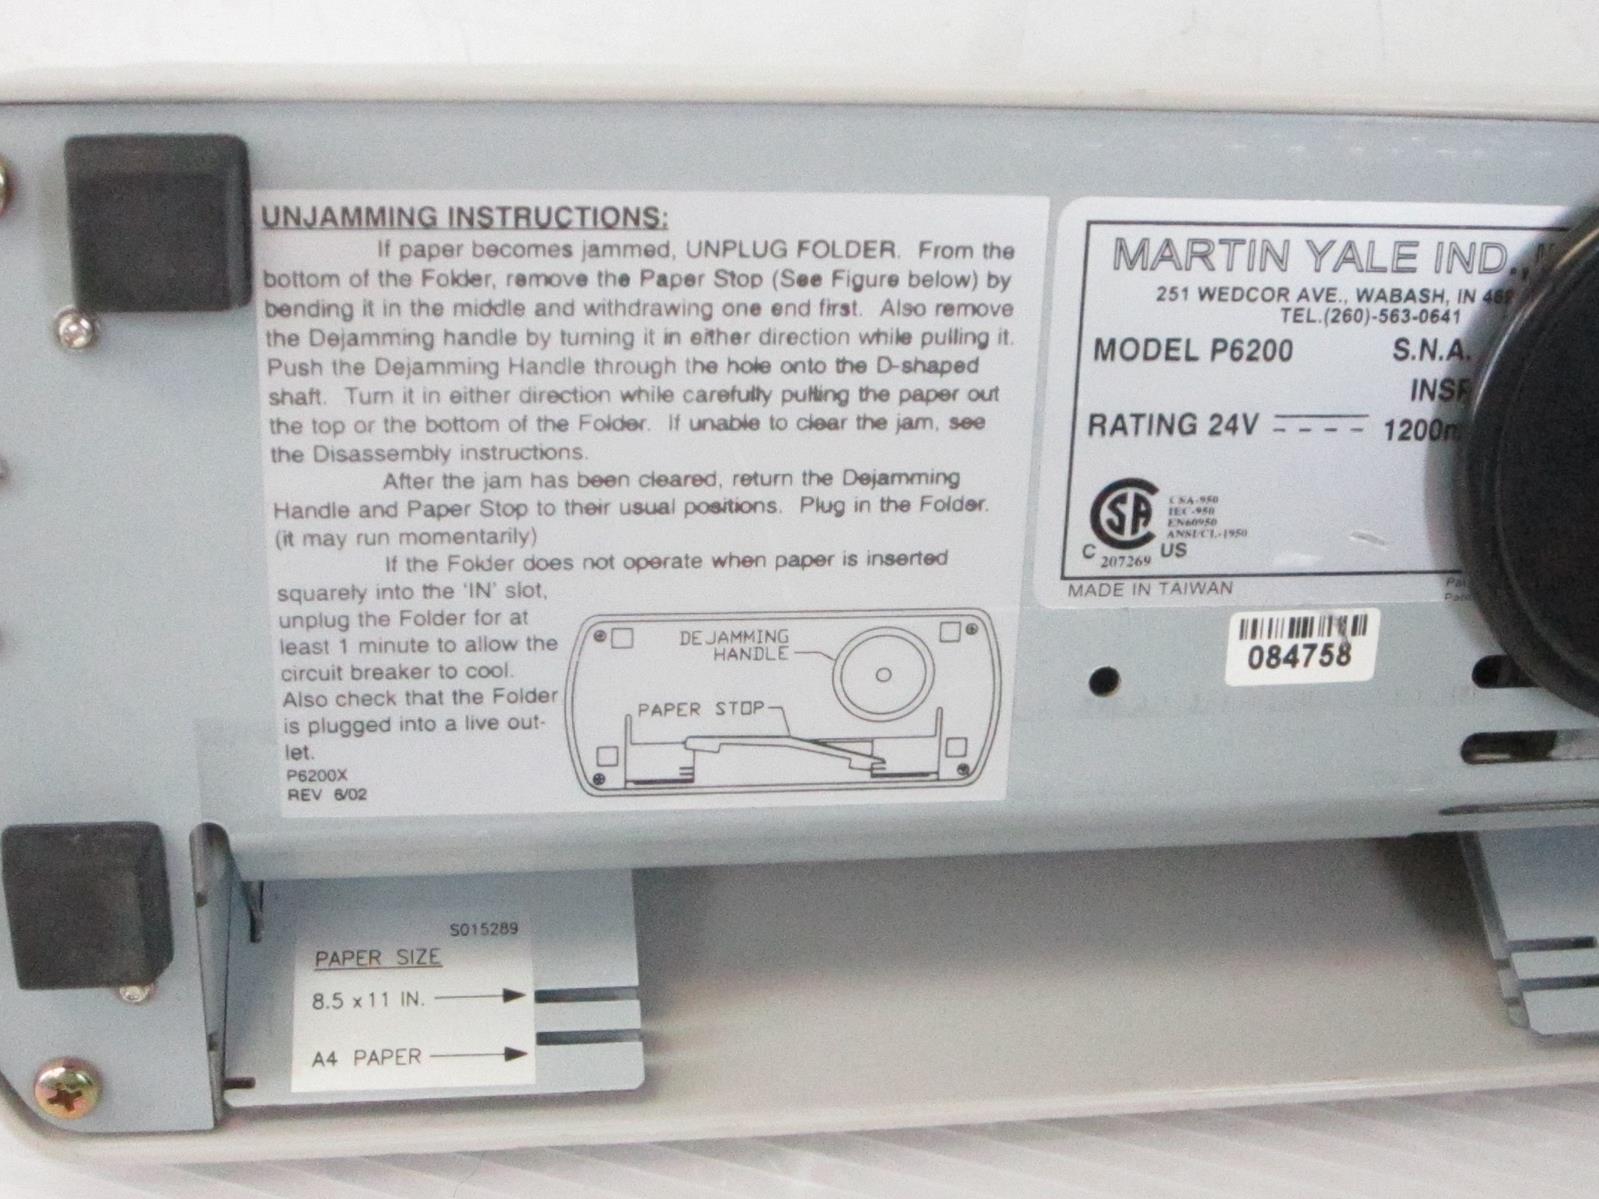 UNJAMMING INSTRUCTIONS:
If paper becomes jammed, UNPLUG FOLDER. From the
bottom of the Folder, remove the Paper Stop (See Figure below) by
bending it in the middle and withdrawing one end first. Also remove
the Dejamming handle by turning it in either direction while pulling it.
Push the Dejamming Handle through the hole onto the D-shaped
shaft. Turn it in either direction while carefully pulling the paper out
the top or the bottom of the Folder. If unable to clear the jam, see
the Disassembly instructions.
After the jam has been cleared, return the Dejamming
Handle and Paper Stop to their usual positions. Plug in the Folder.
(it may run momentarily)
If the Folder does not operate when paper is inserted
squarely into the 'IN' slot,
unplug the Folder for at
least 1 minute to allow the
circuit breaker to cool.
Also check that the Folder
is plugged into a live out-
let.
P6200X
REV 6/02
DEJAMMING
HANDLE
PAPER STOP
MARTIN YALE IND.,
251 WEDCOR AVE., WABASH, IN
TEL.(260)-563-0641
MODEL P6200 S.N.A.
RATING 24V 1200
CSA-950
IEC-950
EN60950
ANSI/CL-1950
C US
207269
MADE IN TAIWAN
084758
S015289
PAPER SIZE
8.5 x 11 IN.
A4 PAPER